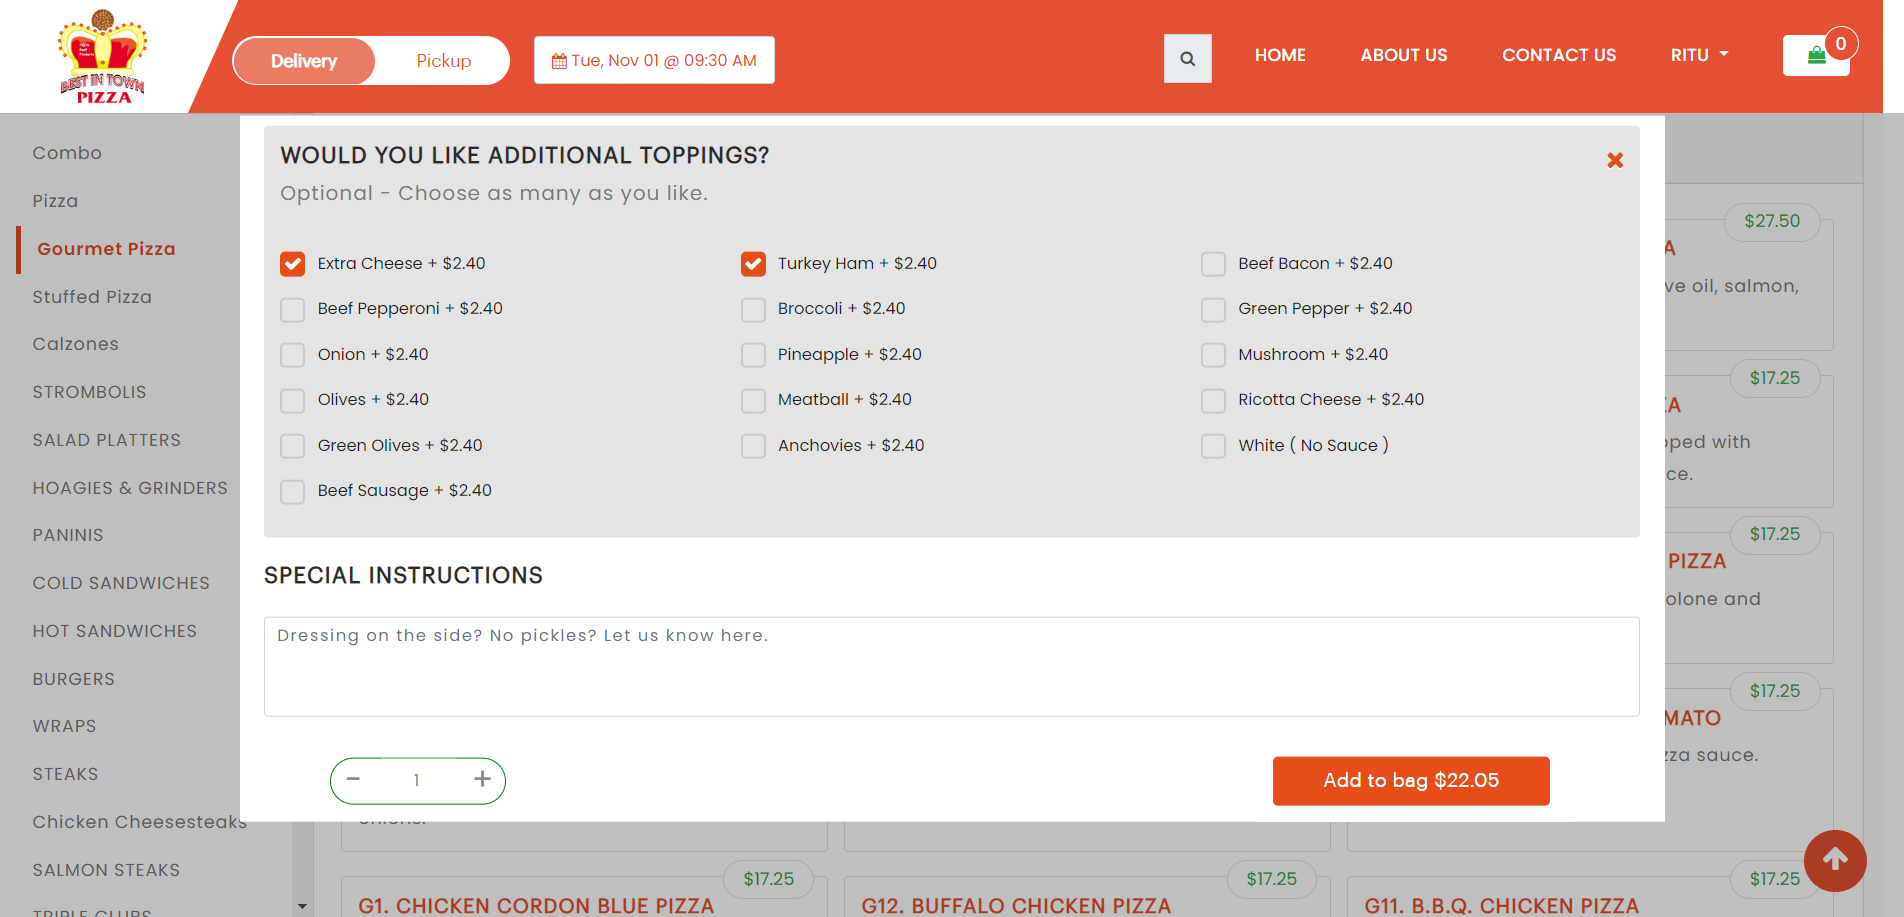 BEST IN TOWN
PIZZA
Delivery
Pickup
Tue, Nov 01 @ 09:30 AM
HOME
ABOUT US
CONTACT US
RITU
0
Combo
Pizza
Gourmet Pizza
Stuffed Pizza
Calzones
STROMBOLIS
SALAD PLATTERS
HOAGIES & GRINDERS
PANINIS
COLD SANDWICHES
HOT SANDWICHES
BURGERS
WRAPS
STEAKS
Chicken Cheesesteaks
SALMON STEAKS
TRIPLE CLUBS
WOULD YOU LIKE ADDITIONAL TOPPINGS?
Optional - Choose as many as you like.
Extra Cheese + $2.40
Turkey Ham + $2.40
Beef Bacon + $2.40
Beef Pepperoni + $2.40
Broccoli + $2.40
Green Pepper + $2.40
Onion + $2.40
Pineapple + $2.40
Mushroom + $2.40
Olives + $2.40
Meatball + $2.40
Ricotta Cheese + $2.40
Green Olives + $2.40
Anchovies + $2.40
White ( No Sauce )
Beef Sausage + $2.40
SPECIAL INSTRUCTIONS
Dressing on the side? No pickles? Let us know here.
1
Add to bag $22.05
$27.50
A
ve oil, salmon,
$17.25
ZA
pped with
ce.
$17.25
PIZZA
olone and
$17.25
MATO
zza sauce.
$17.25
G1. CHICKEN CORDON BLUE PIZZA
$17.25
G12. BUFFALO CHICKEN PIZZA
$17.25
G11. B.B.Q. CHICKEN PIZZA